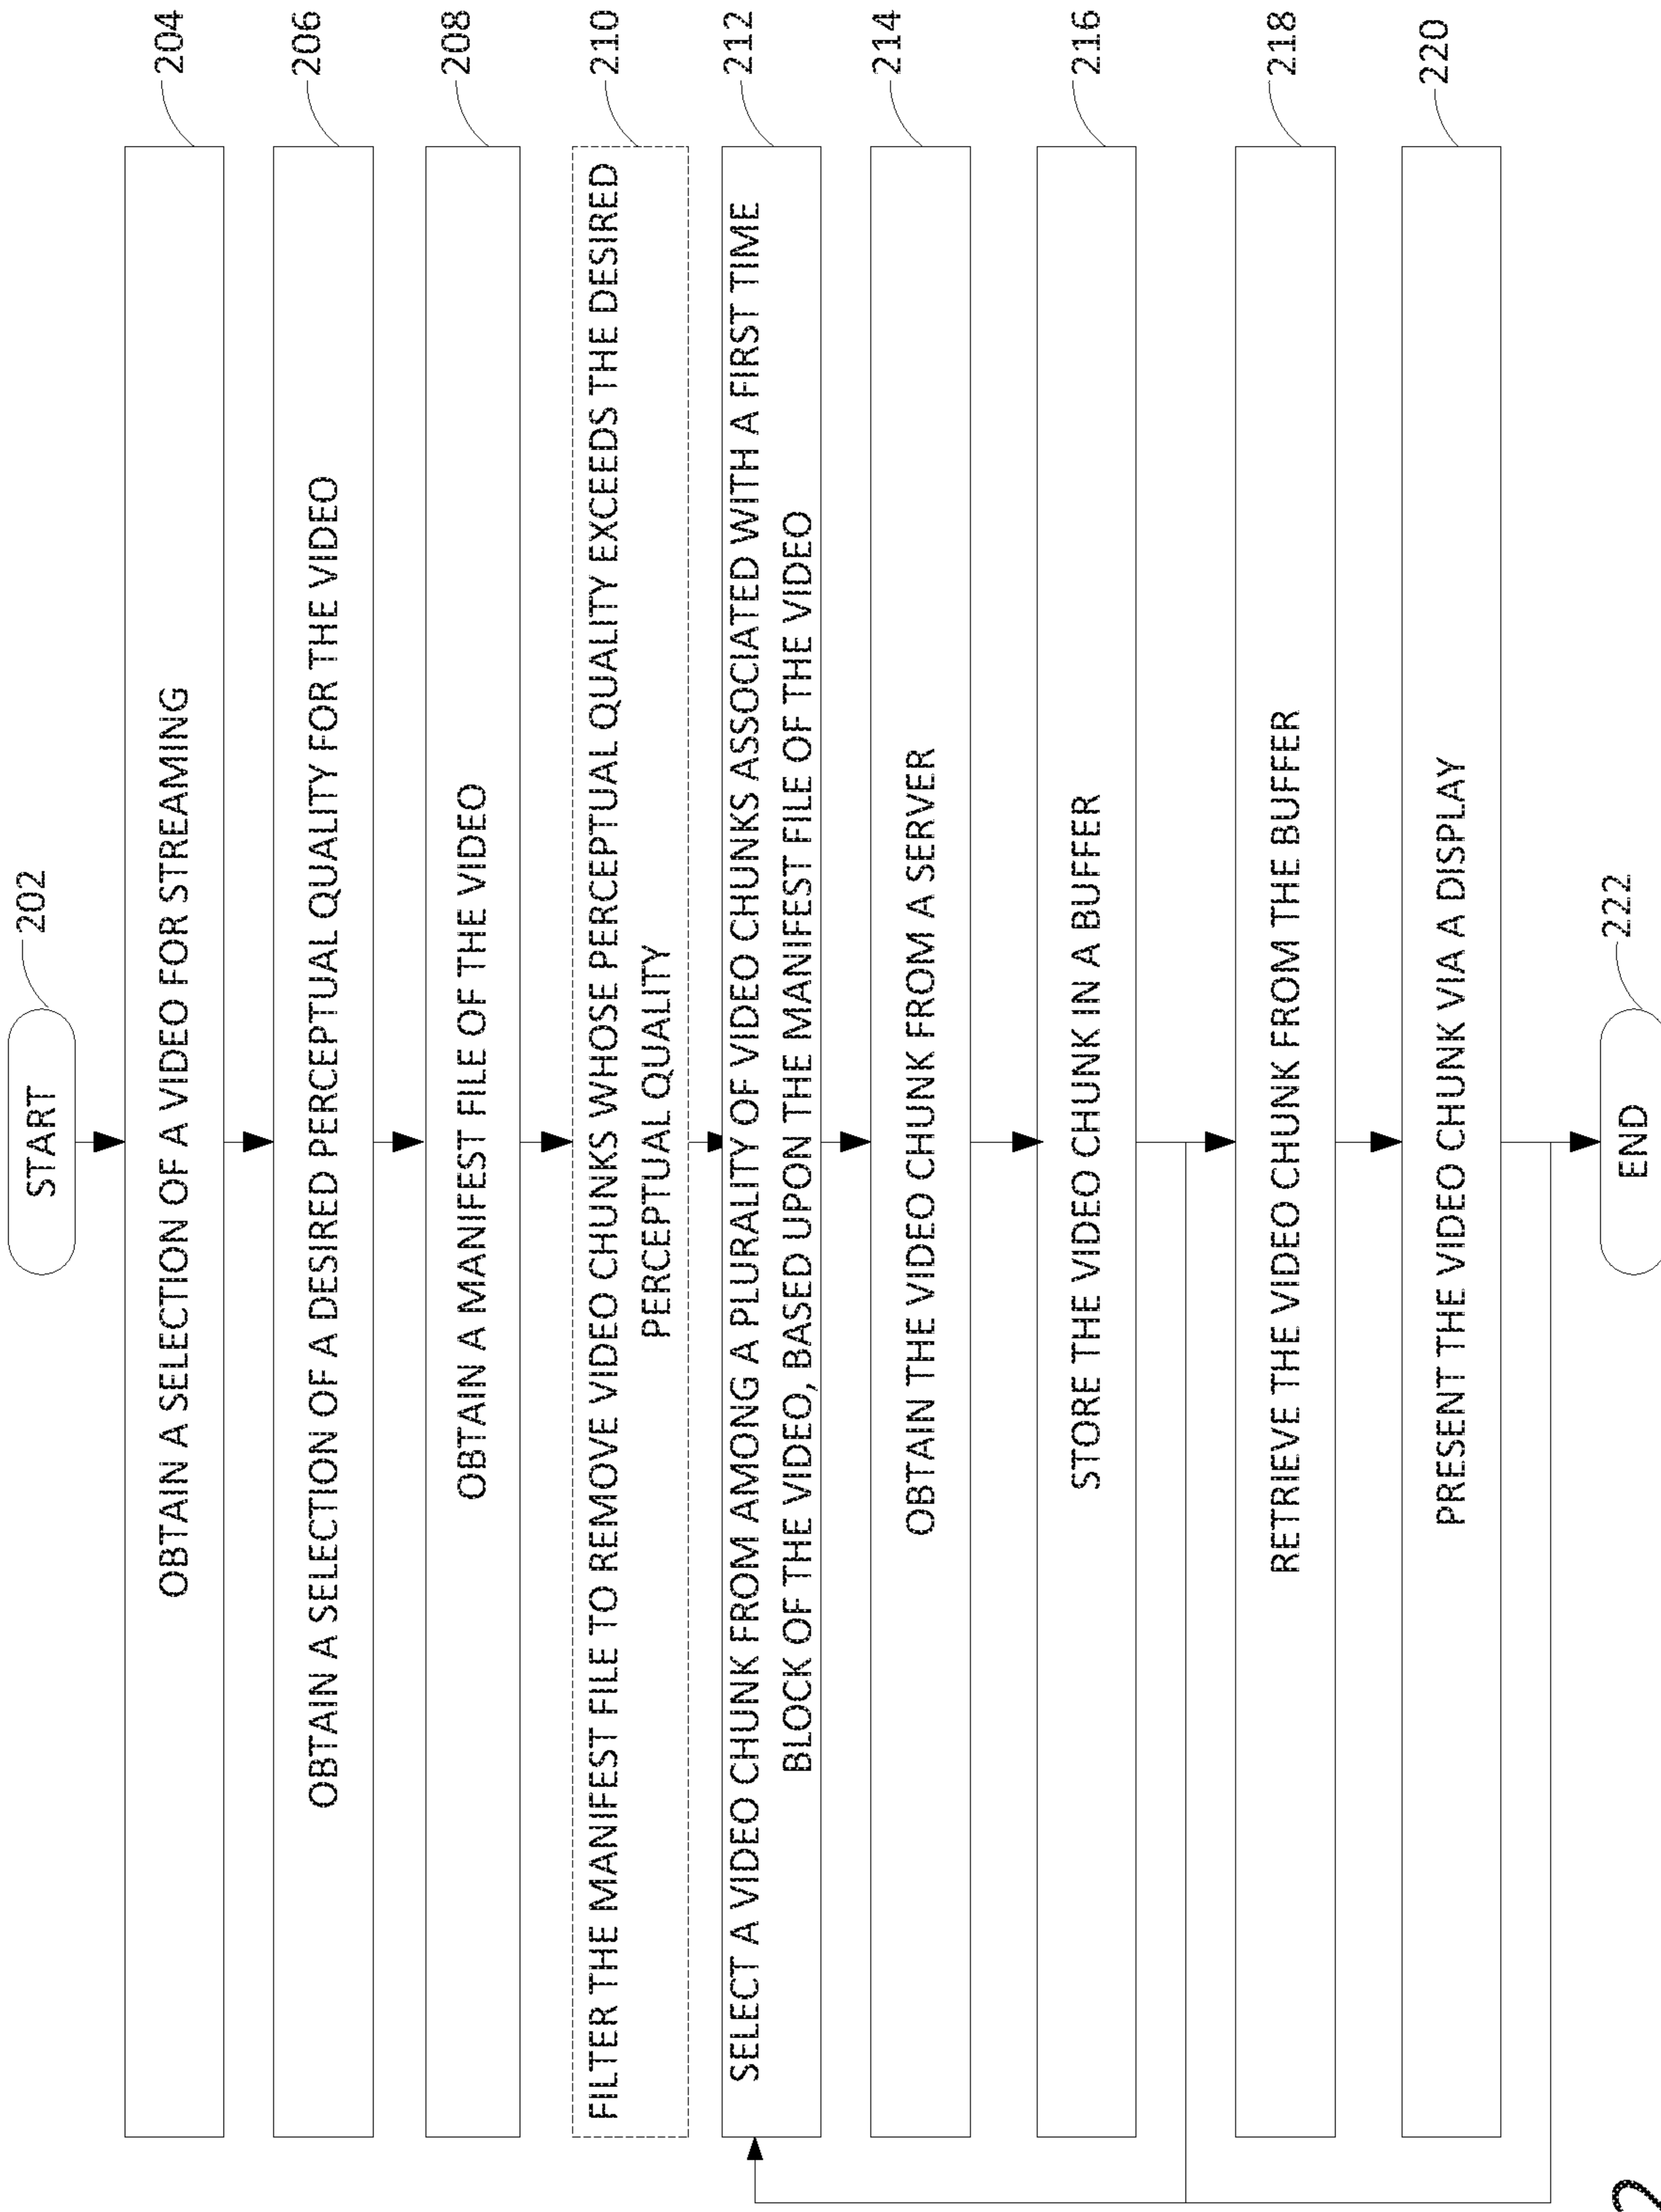 START
202
OBTAIN A SELECTION OF A VIDEO FOR STREAMING
204
OBTAIN A SELECTION OF A DESIRED PERCEPTUAL QUALITY FOR THE VIDEO
206
OBTAIN A MANIFEST FILE OF THE VIDEO
208
FILTER THE MANIFEST FILE TO REMOVE VIDEO CHUNKS WHOSE PERCEPTUAL QUALITY EXCEEDS THE DESIRED
PERCEPTUAL QUALITY
210
SELECT A VIDEO CHUNK FROM AMONG A PLURALITY OF VIDEO CHUNKS ASSOCIATED WITH A FIRST TIME
BLOCK OF THE VIDEO, BASED UPON THE MANIFEST FILE OF THE VIDEO
212
OBTAIN THE VIDEO CHUNK FROM A SERVER
214
STORE THE VIDEO CHUNK IN A BUFFER
216
RETRIEVE THE VIDEO CHUNK FROM THE BUFFER
218
PRESENT THE VIDEO CHUNK VIA A DISPLAY
220
END
222
2